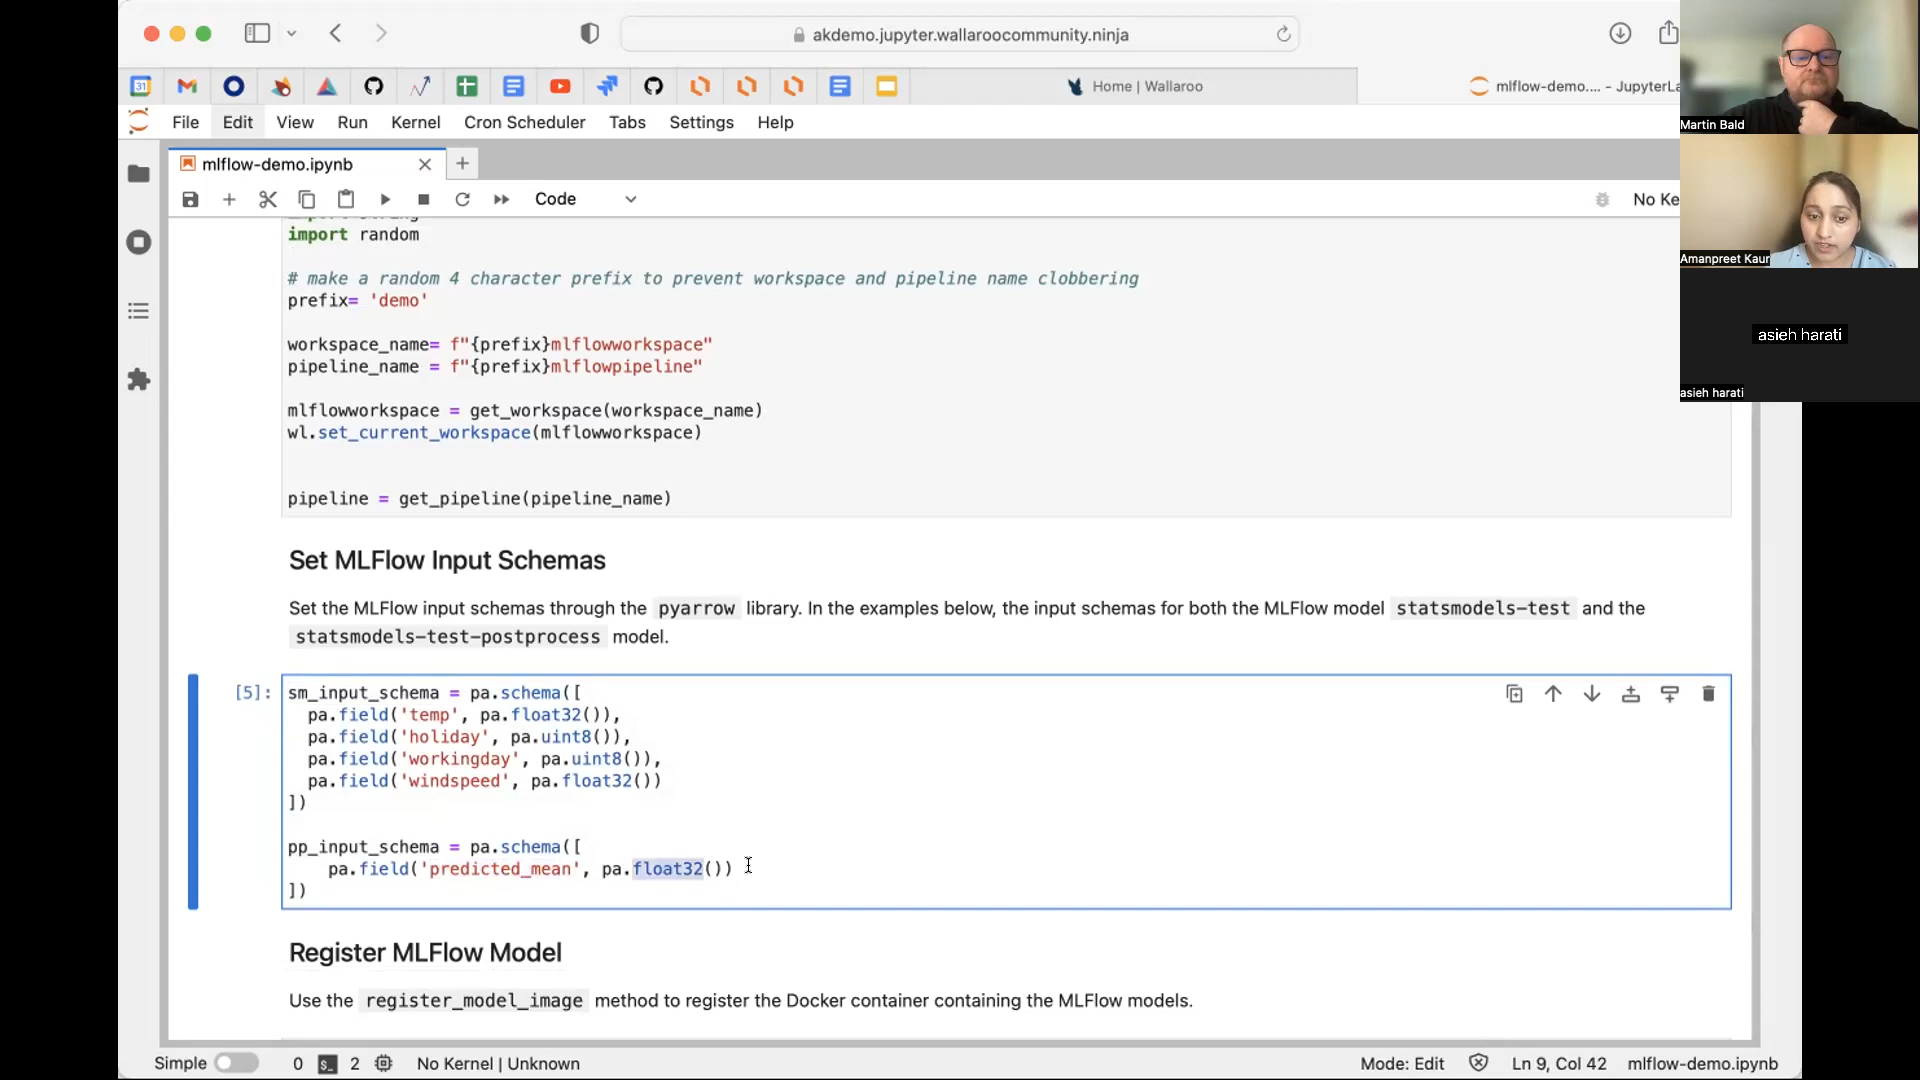 akdemo.jupyter.wallaroocommunity.ninja
31
Home | Wallaroo
mlflow-demo.... - JupyterLa
Martin Bald
File Edit View Run Kernel Cron Scheduler Tabs Settings Help
mlflow-demo.ipynb
Code
No Ke
Amanpreet Kaur
asieh harati
asieh harati
import string
import random
# make a random 4 character prefix to prevent workspace and pipeline name clobbering
prefix= 'demo'
workspace_name= f"{prefix}mlflowworkspace"
pipeline_name = f"{prefix}mlflowpipeline"
mlflowworkspace = get_workspace(workspace_name)
wl.set_current_workspace(mlflowworkspace)
pipeline = get_pipeline(pipeline_name)
Set MLFlow Input Schemas
Set the MLFlow input schemas through the pyarrow library. In the examples below, the input schemas for both the MLFlow model statsmodels-test and the
statsmodels-test-postprocess model.
[5]: sm_input_schema = pa.schema([
pa.field('temp', pa.float32()),
pa.field('holiday', pa.uint8()),
pa.field('workingday', pa.uint8()),
pa.field('windspeed', pa.float32())
])
pp_input_schema = pa.schema([
pa.field('predicted_mean', pa.float32())
])
Register MLFlow Model
Use the register_model_image method to register the Docker container containing the MLFlow models.
Simple 0 2 No Kernel | Unknown Mode: Edit Ln 9, Col 42 mlflow-demo.ipynb